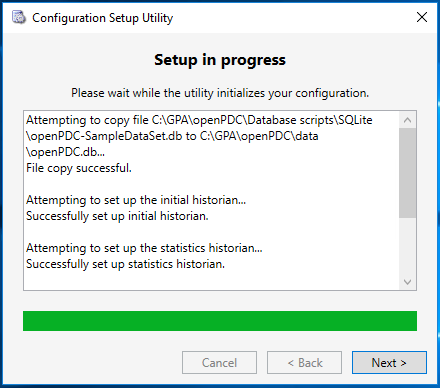 Configuration Setup Utility
Setup in progress
Please wait while the utility initializes your configuration.
Attempting to copy file C:\GPA\openPDC\Database scripts\SQLite
\openPDC-SampleDataSet.db to C:\GPA\openPDC\data
\openPDC.db...
File copy successful.
Attempting to set up the initial historian...
Successfully set up initial historian.
Attempting to set up the statistics historian...
Successfully set up statistics historian.
Cancel
< Back
Next >